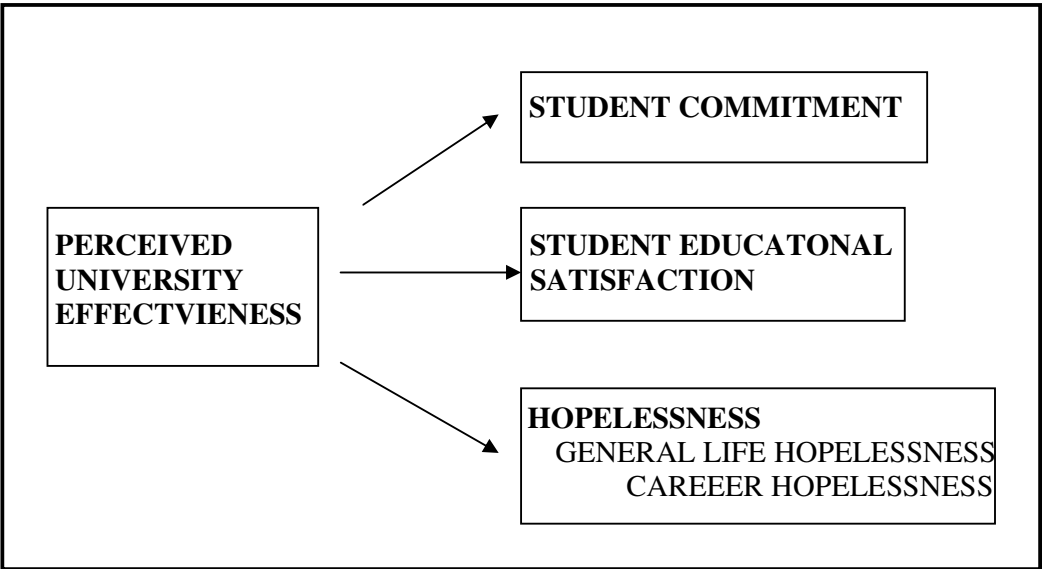 STUDENT COMMITMENT
PERCEIVED
UNIVERSITY
EFFECTVIENESS
STUDENT EDUCATONAL
SATISFACTION
HOPELESSNESS
GENERAL LIFE HOPELESSNESS
CAREEER HOPELESSNESS